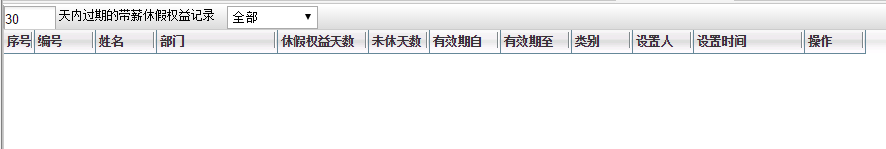 30 天内过期的带薪休假权益记录 全部
序号 编号 姓名 部门 休假权益天数 未休天数 有效期自 有效期至 类别 设置人 设置时间 操作